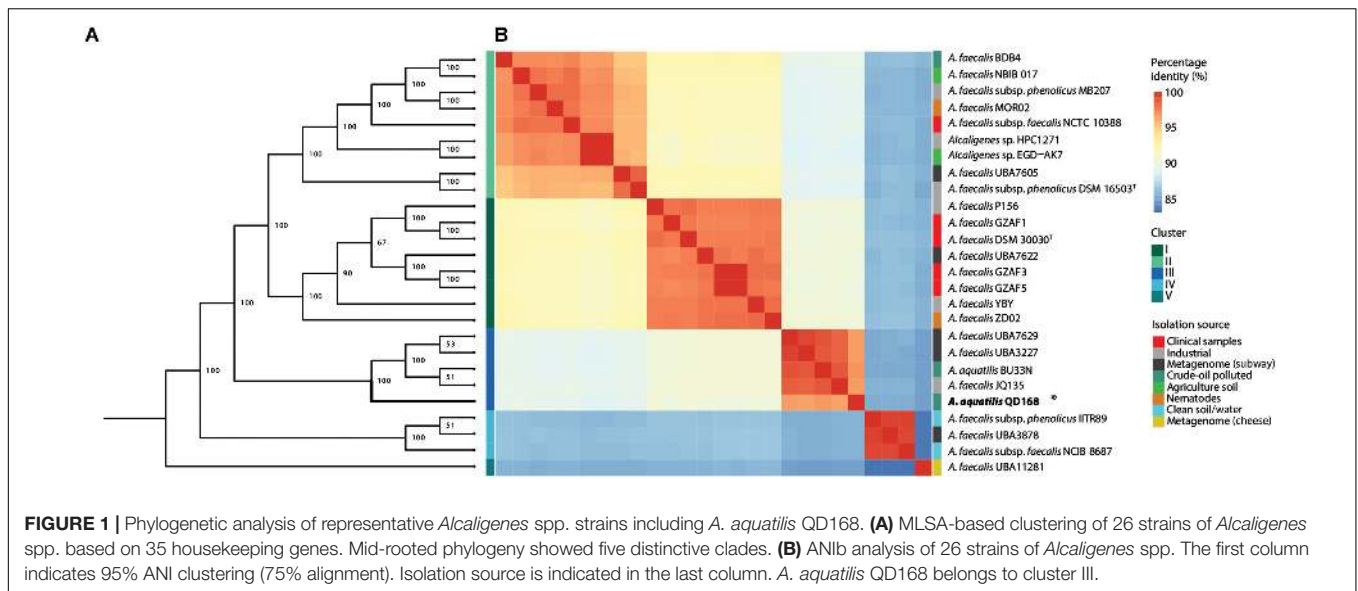 A
B
100
100
100
100
100
100
100
100
100
100
100
100
67
100
100
90
100
53
100
51
100
51
100
A. faecalis BDB4
A. faecalis NBIB 017
A. faecalis subsp. phenolicus MB207
A. faecalis MOR02
A. faecalis subsp. faecalis NCTC 10388
Alcaligenes sp. HPC1271
Alcaligenes sp. EGD-AK7
A. faecalis UBA7605
A. faecalis subsp. phenolicus DSM 16503T
A. faecalis P156
A. faecalis GZAF1
A. faecalis DSM 30030T
A. faecalis UBA7622
A. faecalis GZAF3
A. faecalis GZAF5
A. faecalis YBY
A. faecalis ZD02
A. faecalis UBA7629
A. faecalis UBA3227
A. aquatilis BU33N
A. faecalis JQ135
A. aquatilis QD168
A. faecalis subsp. phenolicus IITR89
A. faecalis UBA3878
A. faecalis subsp. faecalis NCIB 8687
A. faecalis UBA11281
Percentage
identity (%)
100
95
90
85
Cluster
I
II
III
IV
V
Isolation source
Clinical samples
Industrial
Metagenome (subway)
Crude-oil polluted
Agriculture soil
Nematodes
Clean soil/water
Metagenome (cheese)
FIGURE 1 | Phylogenetic analysis of representative Alcaligenes spp. strains including A. aquatilis QD168. (A) MLSA-based clustering of 26 strains of Alcaligenes
spp. based on 35 housekeeping genes. Mid-rooted phylogeny showed five distinctive clades. (B) ANIb analysis of 26 strains of Alcaligenes spp. The first column
indicates 95% ANI clustering (75% alignment). Isolation source is indicated in the last column. A. aquatilis QD168 belongs to cluster III.